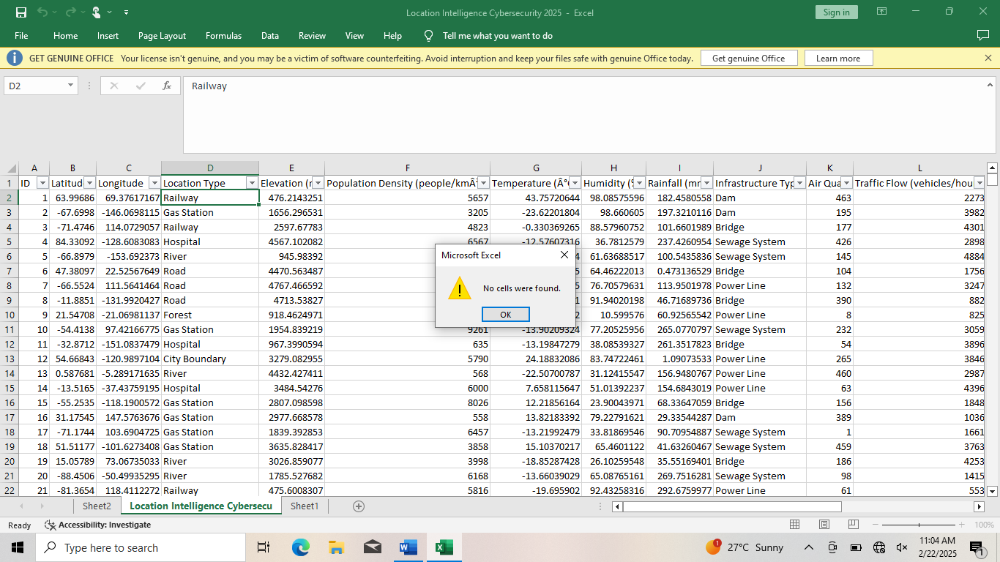 Location Intelligence Cybersecurity 2025 - Excel Sign in
File Home Insert Page Layout Formulas Data Review View Help Tell me what you want to do
GET GENUINE OFFICE Your license isn't genuine, and you may be a victim of software counterfeiting. Avoid interruption and keep your files safe with genuine Office today. Get genuine Office Learn more
D2 fx Railway
A B C D E F G H I J K L
1 ID Latitud Longitude Location Type Elevation (r Population Density (people/kmÂ² Temperature (Â° Humidity (% Rainfall (mm Infrastructure Typ Air Qua Traffic Flow (vehicles/hou
2 1 63.99686 69.37617167 Railway 476.2143251 5657 43.75720644 98.08575596 182.4580558 Dam 463 2273
3 2 -67.6998 -146.0698115 Gas Station 1656.296531 3205 -23.62201804 98.660605 197.3210116 Dam 195 3982
4 3 -71.4746 114.0729057 Railway 2597.67783 4823 -0.330369265 88.57960752 101.6601989 Bridge 177 4301
5 4 84.33092 -128.6083083 Hospital 4567.102082 6567 -12.57607316 36.7812579 237.4260954 Sewage System 426 2898
6 5 -66.8979 -153.692373 River 945.98392 4 61.63688517 100.5435836 Sewage System 145 4884
7 6 47.38097 22.52567649 Road 4470.563487 5 64.46222013 0.473136529 Bridge 104 1756
8 7 -66.5524 111.5641464 Road 4767.466592 5 76.70579631 113.9501978 Power Line 132 3247
9 8 -11.8851 -131.9920427 Road 4713.53827 1 91.94020198 46.71689736 Bridge 390 882
10 9 21.54708 -21.06981137 Forest 918.4624971 2 10.599576 60.92565542 Power Line 8 825
11 10 -54.4138 97.42166775 Gas Station 1954.839219 9261 -13.90209324 77.20525956 265.0770797 Sewage System 232 3059
12 11 -32.8712 -151.0837479 Hospital 967.3990594 635 -13.19847279 38.08539327 261.3517823 Bridge 54 3896
13 12 54.66843 -120.9897104 City Boundary 3279.082955 5790 24.18832086 83.74722461 1.09073533 Power Line 265 3846
14 13 0.587681 -5.289171635 River 4432.427411 568 -22.50700787 31.12415547 156.9480767 Power Line 460 2987
15 14 -13.5165 -37.43759195 Hospital 3484.54276 6000 7.658115647 51.01392237 154.6843019 Power Line 63 4396
16 15 -55.2535 -118.1900572 Gas Station 2807.098598 8026 12.21856164 23.90043971 68.33647059 Bridge 156 1848
17 16 31.17545 147.5763676 Gas Station 2977.668578 558 13.82183392 79.22791621 29.33544287 Dam 389 1036
18 17 -71.1744 103.6904725 Gas Station 1839.392853 6457 -13.21992479 33.81869546 90.70954887 Sewage System 1 1661
19 18 51.51177 -101.6273408 Gas Station 3635.828417 3858 15.10370217 65.4601122 41.63260467 Sewage System 459 3763
20 19 15.05789 73.06735033 River 3026.859077 3998 -18.85287428 26.10259548 35.55169401 Bridge 186 4253
21 20 -88.4506 -50.49935295 River 1785.527682 6168 -13.66039029 65.08765161 269.7516281 Sewage System 98 1415
22 21 -81.3654 118.4112272 Railway 475.6008307 5816 -19.695902 92.43258316 292.6759977 Power Line 61 553
Microsoft Excel
No cells were found.
OK
Sheet2 Location Intelligence Cybersecu Sheet1
Ready Accessibility: Investigate 100%
Type here to search 1 27°C Sunny 11:04 AM
2/22/2025 1